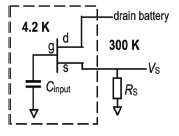 drain battery
4.2 K
d
300 K
g
s
V_S
C_input
R_S